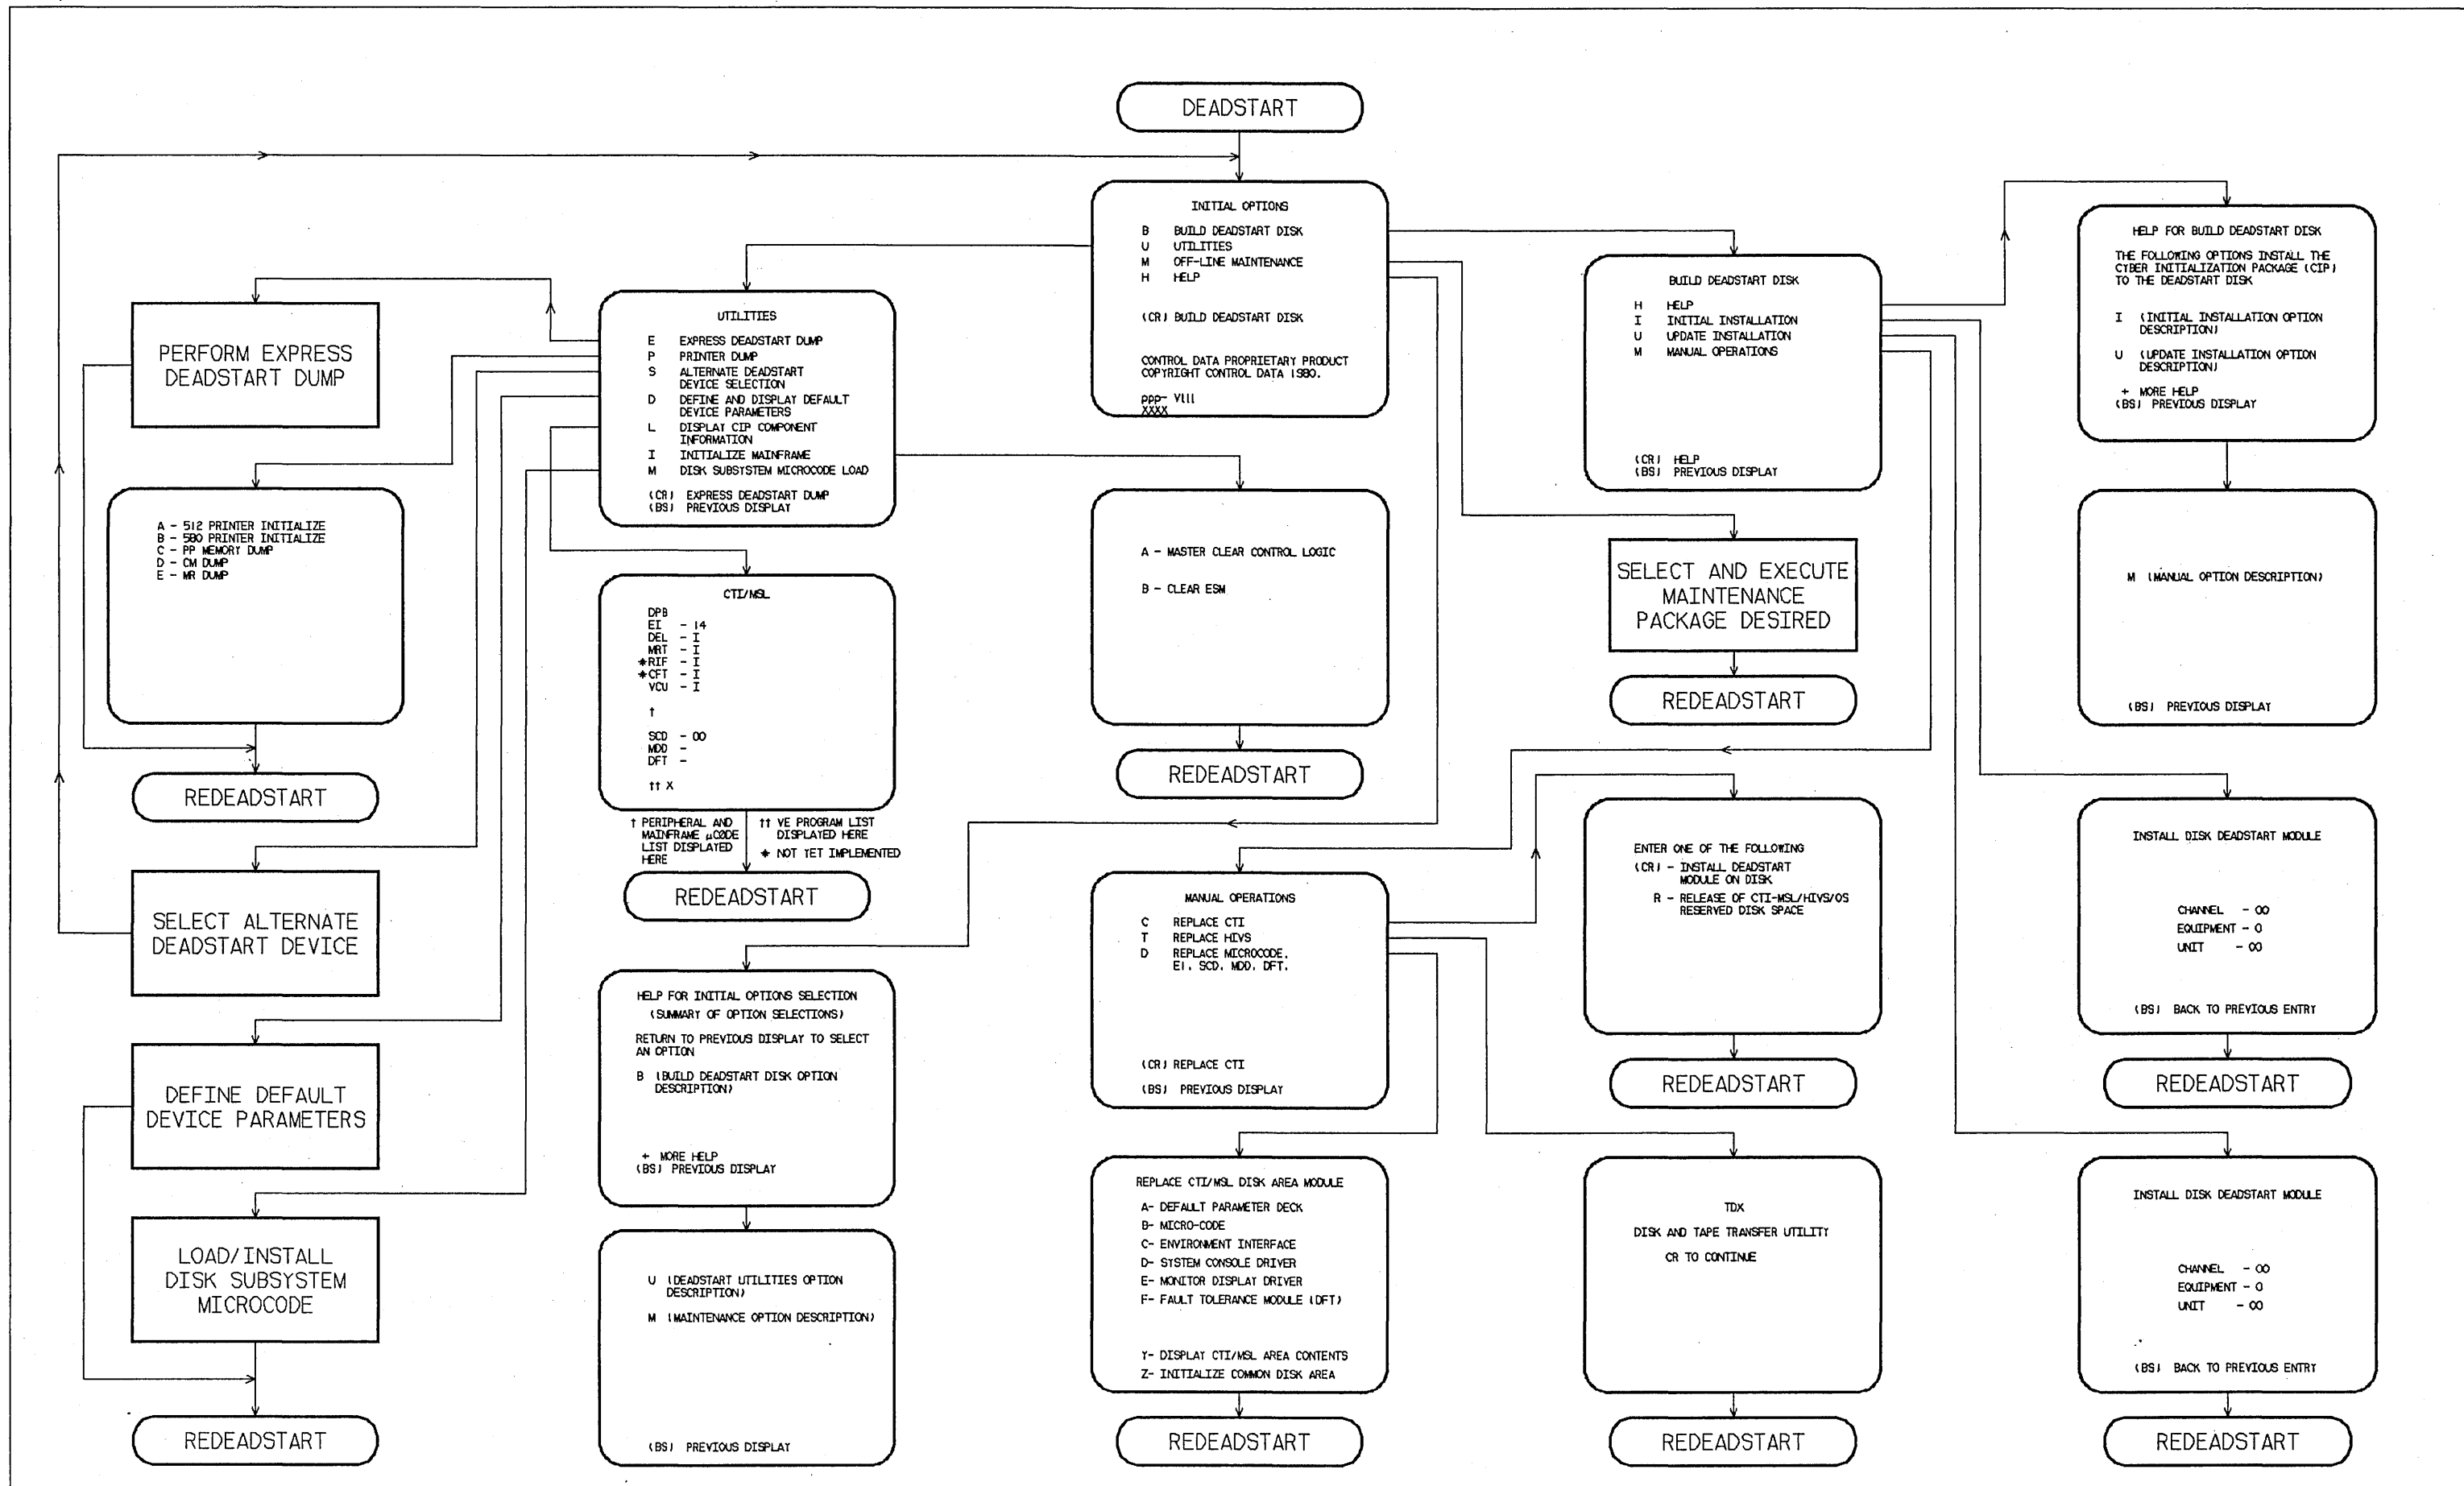 DEADSTART
INITIAL OPTIONS
B BUILD DEADSTART DISK
U UTILITIES
M OFF-LINE MAINTENANCE
H HELP
(CR) BUILD DEADSTART DISK
CONTROL DATA PROPRIETARY PRODUCT
COPYRIGHT CONTROL DATA 1980.
ppp- Vlll
XXXX
HELP FOR BUILD DEADSTART DISK
THE FOLLOWING OPTIONS INSTALL THE
CYBER INITIALIZATION PACKAGE (CIP)
TO THE DEADSTART DISK
I (INITIAL INSTALLATION OPTION
DESCRIPTION)
U (UPDATE INSTALLATION OPTION
DESCRIPTION)
+ MORE HELP
(BS) PREVIOUS DISPLAY
BUILD DEADSTART DISK
H HELP
I INITIAL INSTALLATION
U UPDATE INSTALLATION
M MANUAL OPERATIONS
(CR) HELP
(BS) PREVIOUS DISPLAY
UTILITIES
E EXPRESS DEADSTART DUMP
P PRINTER DUMP
S ALTERNATE DEADSTART
DEVICE SELECTION
D DEFINE AND DISPLAY DEFAULT
DEVICE PARAMETERS
L DISPLAY CIP COMPONENT
INFORMATION
I INITIALIZE MAINFRAME
M DISK SUBSYSTEM MICROCODE LOAD
(CR) EXPRESS DEADSTART DUMP
(BS) PREVIOUS DISPLAY
PERFORM EXPRESS
DEADSTART DUMP
A - 512 PRINTER INITIALIZE
B - 580 PRINTER INITIALIZE
C - PP MEMORY DUMP
D - CM DUMP
E - MR DUMP
REDEADSTART
CTI/MSL
DPB
EI - 14
DEL - I
MRT - I
*RIF - I
*CFT - I
VCU - I
†
SCD - 00
MDD -
DFT -
†† X
† PERIPHERAL AND
MAINFRAME µCODE
LIST DISPLAYED
HERE
†† VE PROGRAM LIST
DISPLAYED HERE
* NOT YET IMPLEMENTED
REDEADSTART
A - MASTER CLEAR CONTROL LOGIC
B - CLEAR ESM
REDEADSTART
SELECT AND EXECUTE
MAINTENANCE
PACKAGE DESIRED
REDEADSTART
M (MANUAL OPTION DESCRIPTION)
(BS) PREVIOUS DISPLAY
SELECT ALTERNATE
DEADSTART DEVICE
DEFINE DEFAULT
DEVICE PARAMETERS
LOAD/INSTALL
DISK SUBSYSTEM
MICROCODE
REDEADSTART
HELP FOR INITIAL OPTIONS SELECTION
(SUMMARY OF OPTION SELECTIONS)
RETURN TO PREVIOUS DISPLAY TO SELECT
AN OPTION
B (BUILD DEADSTART DISK OPTION
DESCRIPTION)
+ MORE HELP
(BS) PREVIOUS DISPLAY
U (DEADSTART UTILITIES OPTION
DESCRIPTION)
M (MAINTENANCE OPTION DESCRIPTION)
(BS) PREVIOUS DISPLAY
MANUAL OPERATIONS
C REPLACE CTI
T REPLACE HIVS
D REPLACE MICROCODE,
EI, SCD, MDD, DFT,
(CR) REPLACE CTI
(BS) PREVIOUS DISPLAY
REPLACE CTI/MSL DISK AREA MODULE
A- DEFAULT PARAMETER DECK
B- MICRO-CODE
C- ENVIRONMENT INTERFACE
D- SYSTEM CONSOLE DRIVER
E- MONITOR DISPLAY DRIVER
F- FAULT TOLERANCE MODULE (DFT)
Y- DISPLAY CTI/MSL AREA CONTENTS
Z- INITIALIZE COMMON DISK AREA
REDEADSTART
ENTER ONE OF THE FOLLOWING
(CR) - INSTALL DEADSTART
MODULE ON DISK
R - RELEASE OF CTI-MSL/HIVS/OS
RESERVED DISK SPACE
REDEADSTART
TDX
DISK AND TAPE TRANSFER UTILITY
CR TO CONTINUE
REDEADSTART
INSTALL DISK DEADSTART MODULE
CHANNEL - 00
EQUIPMENT - 0
UNIT - 00
(BS) BACK TO PREVIOUS ENTRY
REDEADSTART
INSTALL DISK DEADSTART MODULE
CHANNEL - 00
EQUIPMENT - 0
UNIT - 00
(BS) BACK TO PREVIOUS ENTRY
REDEADSTART